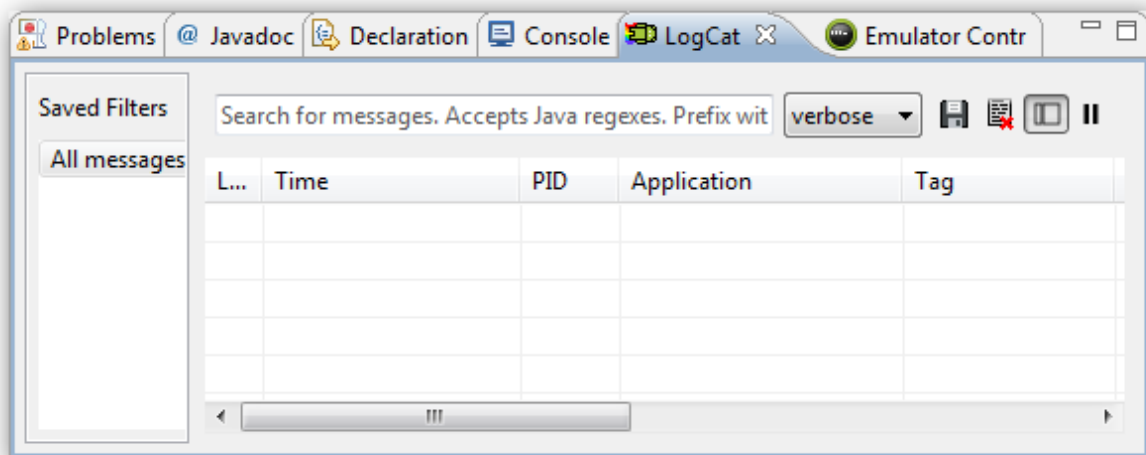 Problems @ Javadoc Declaration Console LogCat Emulator Contr
Saved Filters
All messages
Search for messages. Accepts Java regexes. Prefix wit verbose
L... Time PID Application Tag